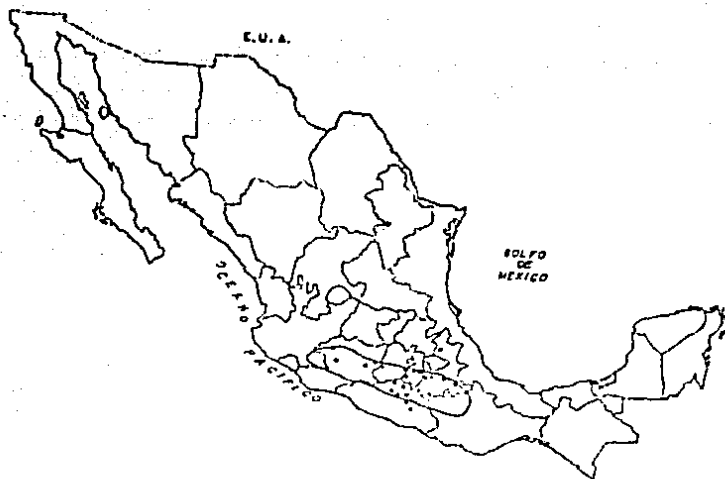 E.U.A.
GOLFO
DE
MEXICO
OCEANO
PACIFICO